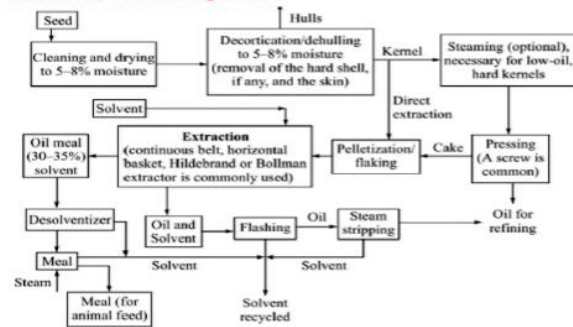 Hulls
Seed
Cleaning and drying
to 5–8% moisture
Decortication/dehulling
to 5–8% moisture
(removal of the hard shell,
if any, and the skin)
Kernel
Steaming (optional),
necessary for low-oil,
hard kernels
Solvent
Direct
extraction
Oil meal
(30–35%)
solvent
Extraction
(continuous belt, horizontal
basket, Hildebrand or Bollman
extractor is commonly used)
Pelletization/
flaking
Cake
Pressing
(A screw is
common)
Desolventizer
Oil and
Solvent
Flashing
Oil
Steam
stripping
Oil for
refining
Meal
Solvent
Solvent
Steam
Meal (for
animal feed)
Solvent
recycled